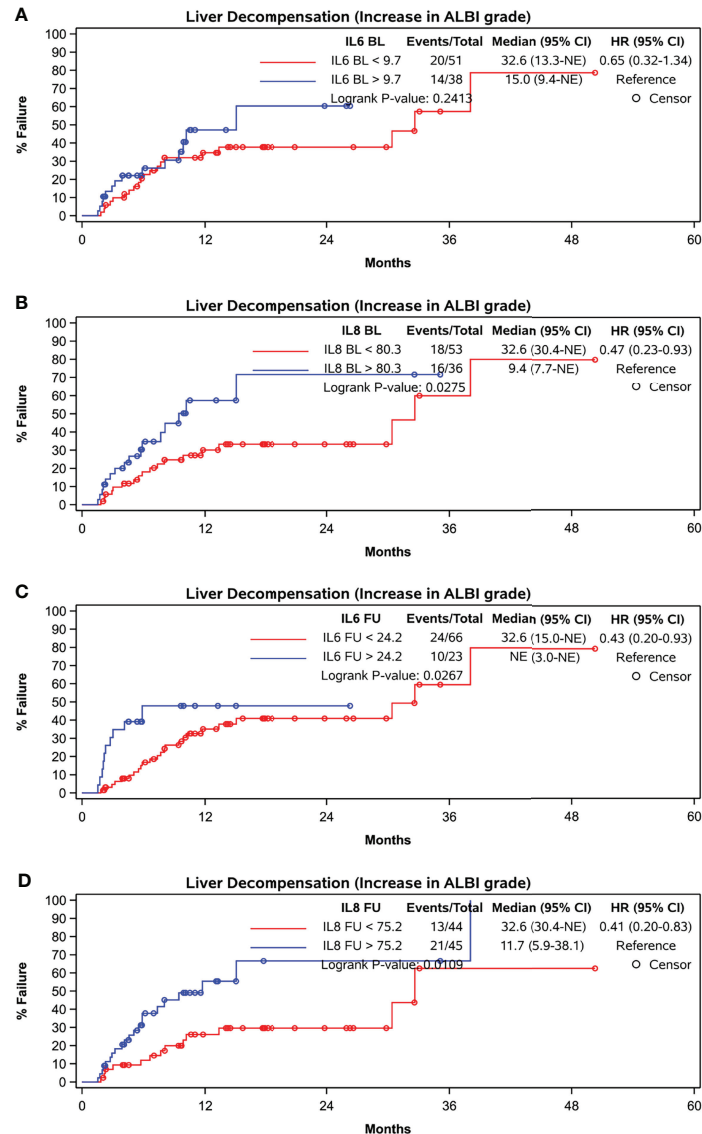 A
Liver Decompensation (Increase in ALBI grade)
IL6 BL Events/Total Median (95% CI) HR (95% CI)
IL6 BL < 9.7 20/51 32.6 (13.3-NE) 0.65 (0.32-1.34)
IL6 BL > 9.7 14/38 15.0 (9.4-NE) Reference
Logrank P-value: 0.2413 Censor
100
90
80
70
60
50
40
30
20
10
0
% Failure
0 12 24 36 48 60
Months
B
Liver Decompensation (Increase in ALBI grade)
IL8 BL Events/Total Median (95% CI) HR (95% CI)
IL8 BL < 80.3 18/53 32.6 (30.4-NE) 0.47 (0.23-0.93)
IL8 BL > 80.3 16/36 9.4 (7.7-NE) Reference
Logrank P-value: 0.0275 Censor
100
90
80
70
60
50
40
30
20
10
0
% Failure
0 12 24 36 48 60
Months
C
Liver Decompensation (Increase in ALBI grade)
IL6 FU Events/Total Median (95% CI) HR (95% CI)
IL6 FU < 24.2 24/66 32.6 (15.0-NE) 0.43 (0.20-0.93)
IL6 FU > 24.2 10/23 NE (3.0-NE) Reference
Logrank P-value: 0.0267 Censor
100
90
80
70
60
50
40
30
20
10
0
% Failure
0 12 24 36 48 60
Months
D
Liver Decompensation (Increase in ALBI grade)
IL8 FU Events/Total Median (95% CI) HR (95% CI)
IL8 FU < 75.2 13/44 32.6 (30.4-NE) 0.41 (0.20-0.83)
IL8 FU > 75.2 21/45 11.7 (5.9-38.1) Reference
Logrank P-value: 0.0109 Censor
100
90
80
70
60
50
40
30
20
10
0
% Failure
0 12 24 36 48 60
Months